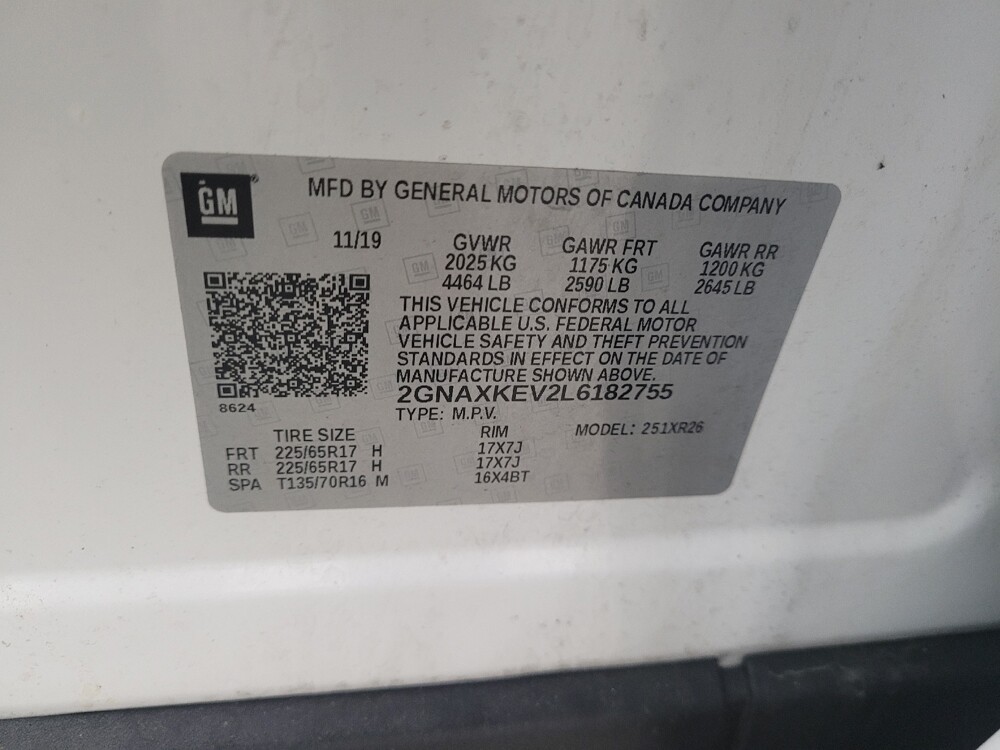 GM
MFD BY GENERAL MOTORS OF CANADA COMPANY
11/19 GVWR GAWR FRT GAWR RR
2025 KG 1175 KG 1200 KG
4464 LB 2590 LB 2645 LB
THIS VEHICLE CONFORMS TO ALL
APPLICABLE U.S. FEDERAL MOTOR
VEHICLE SAFETY AND THEFT PREVENTION
STANDARDS IN EFFECT ON THE DATE OF
MANUFACTURE SHOWN ABOVE.
2GNAXKEV2L6182755
8624
TYPE: M.P.V.
TIRE SIZE RIM MODEL: 251XR26
FRT 225/65R17 H 17X7J
RR 225/65R17 H 17X7J
SPA T135/70R16 M 16X4BT